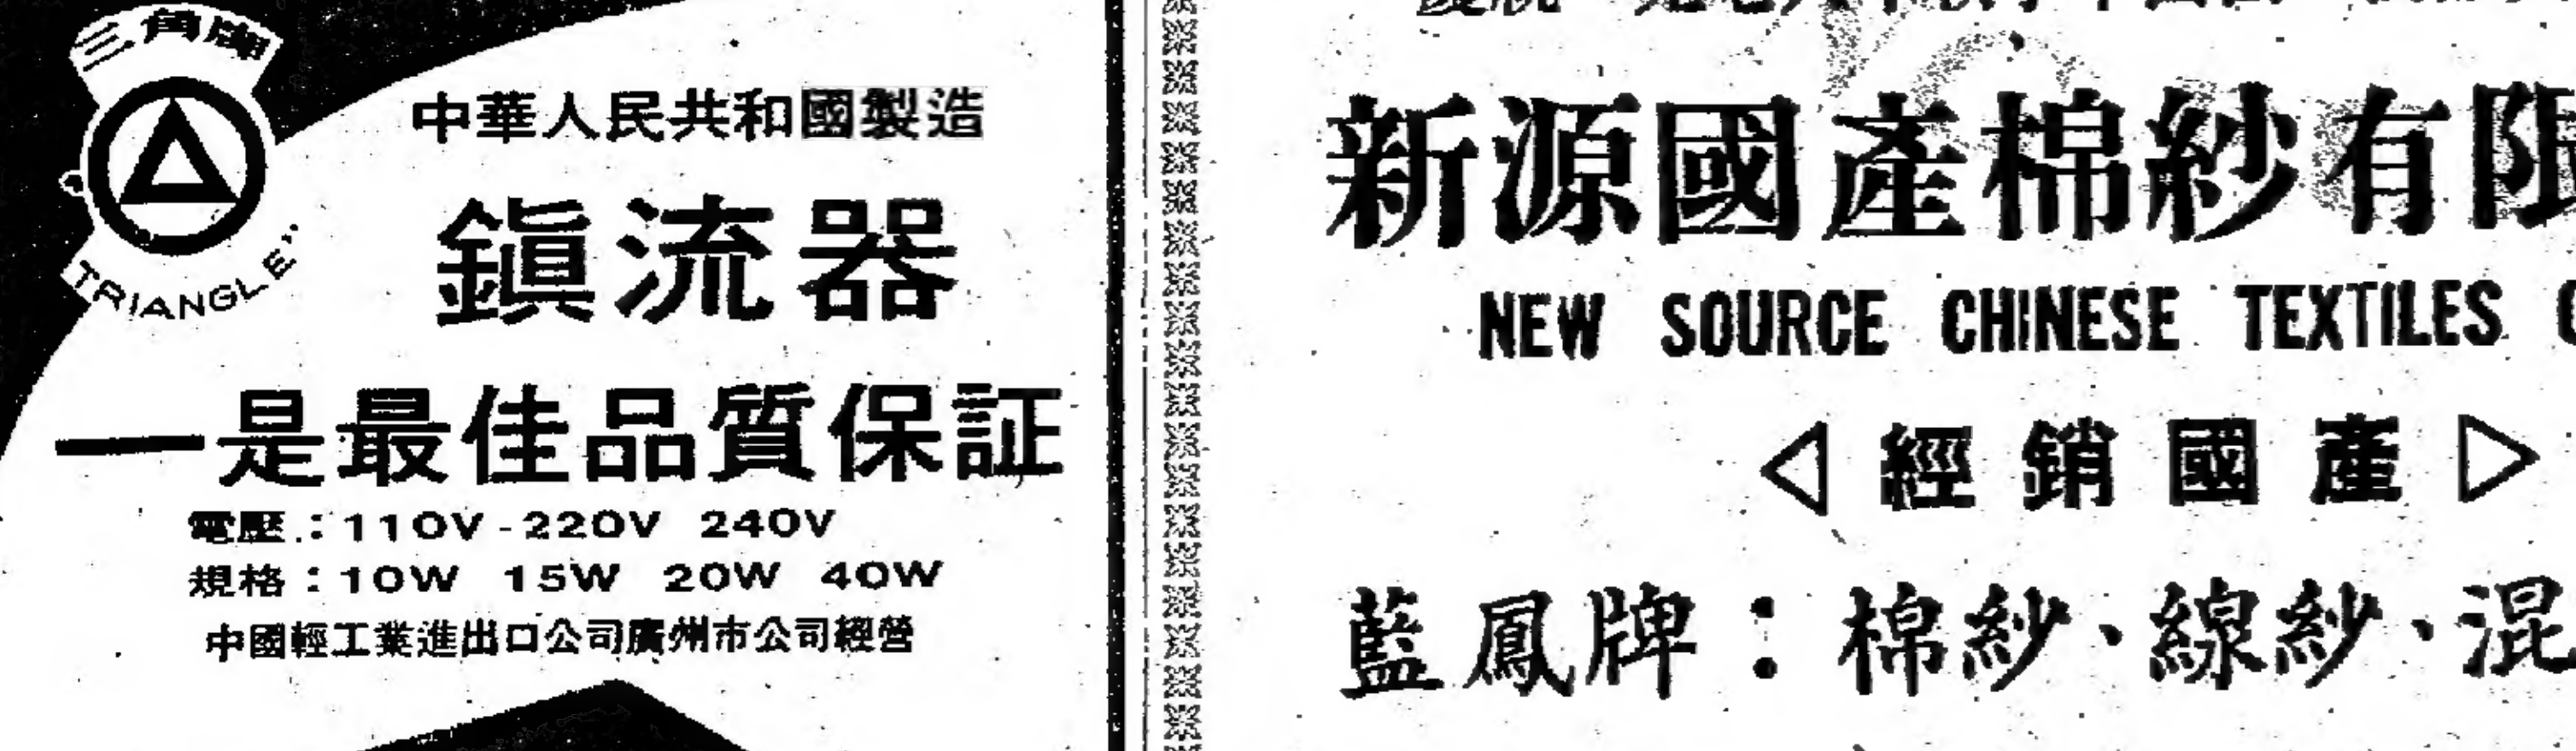 三角牌
TRIANGLE"
中華人民共和國製造
鎭流器
—是最佳品質保証
電壓：110V-220V 240V
規格：10W 15W 20W 40W
中國輕工業進出口公司廣州市公司經營
新源國產棉紗有限
NEW SOURCE CHINESE TEXTILES
◁經銷國產▷
藍鳳牌：棉紗、線紗、混